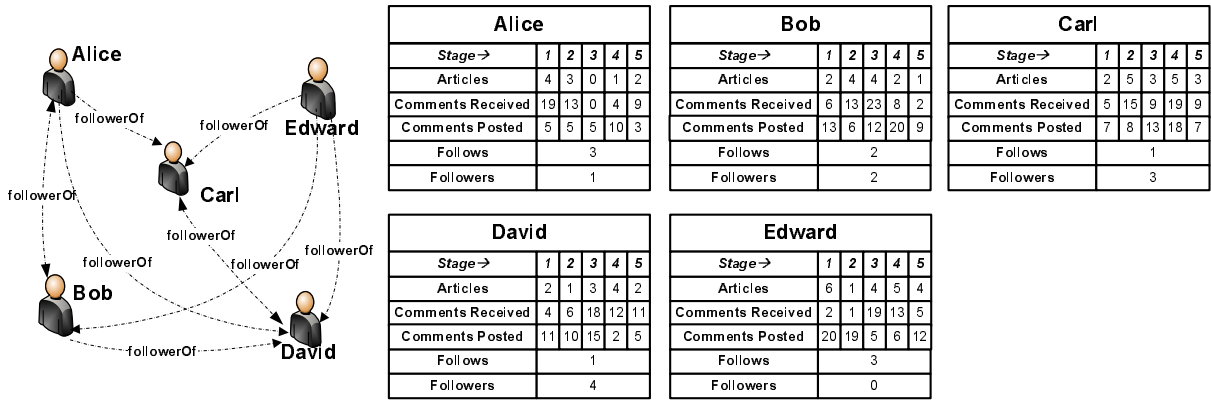 Alice
Edward
followerOf
followerOf
Carl
followerOf
followerOf
followerOf
followerOf
followerOf
Bob
followerOf
David
Alice
Stage→ 1 2 3 4 5
Articles 4 3 0 1 2
Comments Received 19 13 0 4 9
Comments Posted 5 5 5 10 3
Follows 3
Followers 1
Bob
Stage→ 1 2 3 4 5
Articles 2 4 4 2 1
Comments Received 6 13 23 8 2
Comments Posted 13 6 12 20 9
Follows 2
Followers 2
Carl
Stage→ 1 2 3 4 5
Articles 2 5 3 5 3
Comments Received 5 15 9 19 9
Comments Posted 7 8 13 18 7
Follows 1
Followers 3
David
Stage→ 1 2 3 4 5
Articles 2 1 3 4 2
Comments Received 4 6 18 12 11
Comments Posted 11 10 15 2 5
Follows 1
Followers 4
Edward
Stage→ 1 2 3 4 5
Articles 6 1 4 5 4
Comments Received 2 1 19 13 5
Comments Posted 20 19 5 6 12
Follows 3
Followers 0